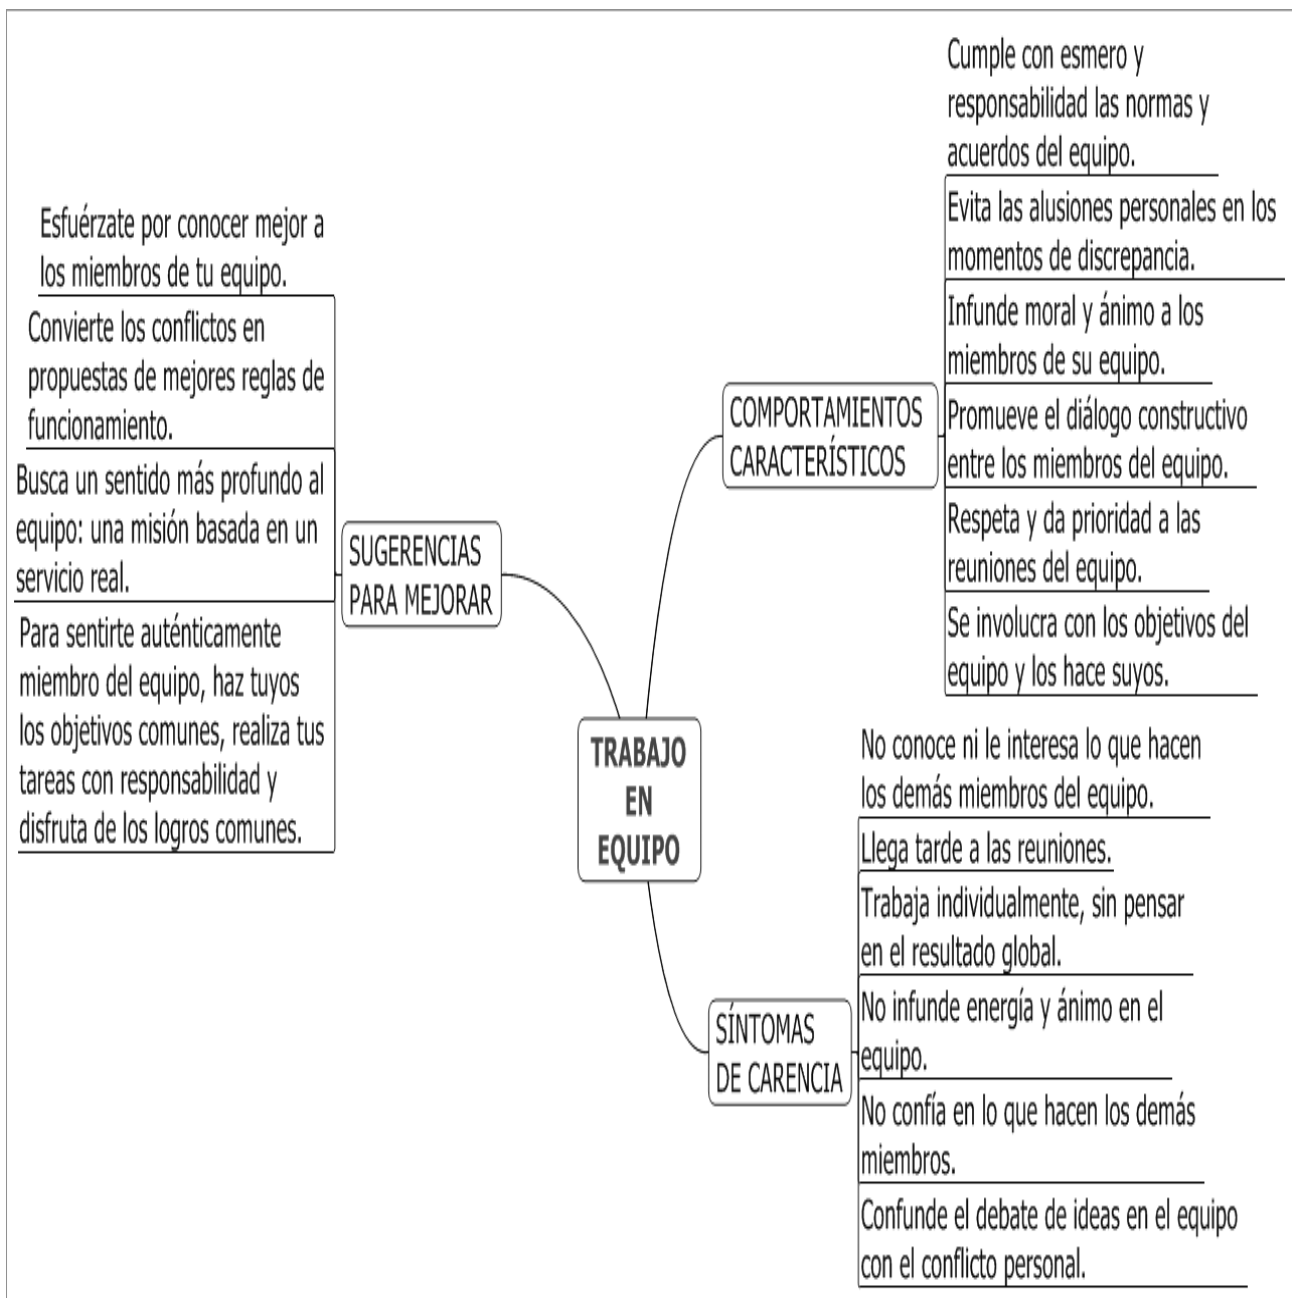 Cumple con esmero y
responsabilidad las normas y
acuerdos del equipo.
Evita las alusiones personales en los
momentos de discrepancia.
Infunde moral y ánimo a los
miembros de su equipo.
Promueve el diálogo constructivo
entre los miembros del equipo.
Respeta y da prioridad a las
reuniones del equipo.
Se involucra con los objetivos del
equipo y los hace suyos.
COMPORTAMIENTOS
CARACTERÍSTICOS
Esfuérzate por conocer mejor a
los miembros de tu equipo.
Convierte los conflictos en
propuestas de mejores reglas de
funcionamiento.
Busca un sentido más profundo al
equipo: una misión basada en un
servicio real.
Para sentirte auténticamente
miembro del equipo, haz tuyos
los objetivos comunes, realiza tus
tareas con responsabilidad y
disfruta de los logros comunes.
SUGERENCIAS
PARA MEJORAR
TRABAJO
EN
EQUIPO
No conoce ni le interesa lo que hacen
los demás miembros del equipo.
Llega tarde a las reuniones.
Trabaja individualmente, sin pensar
en el resultado global.
No infunde energía y ánimo en el
equipo.
No confía en lo que hacen los demás
miembros.
Confunde el debate de ideas en el equipo
con el conflicto personal.
SÍNTOMAS
DE CARENCIA